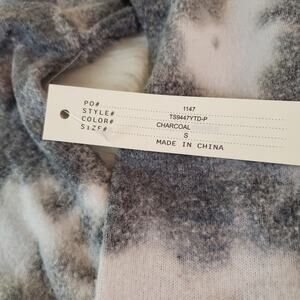 PO# 1147
STYLE# TS9447YTD-P
COLOR# CHARCOAL
SIZE# S
MADE IN CHINA